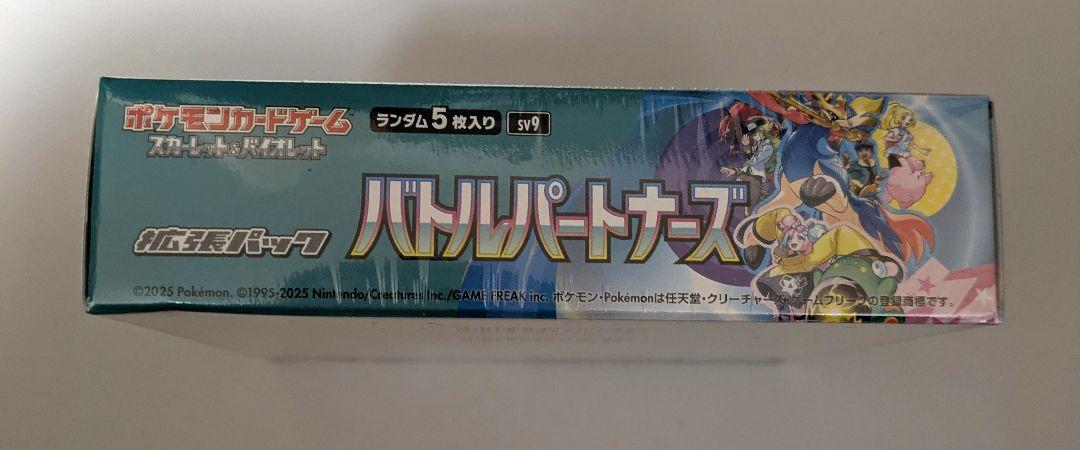 ポケモンカードゲーム
スカーレット&バイオレット
ランダム5枚入り
SV9
拡張パック
バトルパートナーズ
©2025 Pokémon. ©1995-2025 Nintendo/Creatures Inc./GAME FREAK inc. ポケモン・Pokémonは任天堂・クリーチャーズ・ゲームフリークの登録商標です。